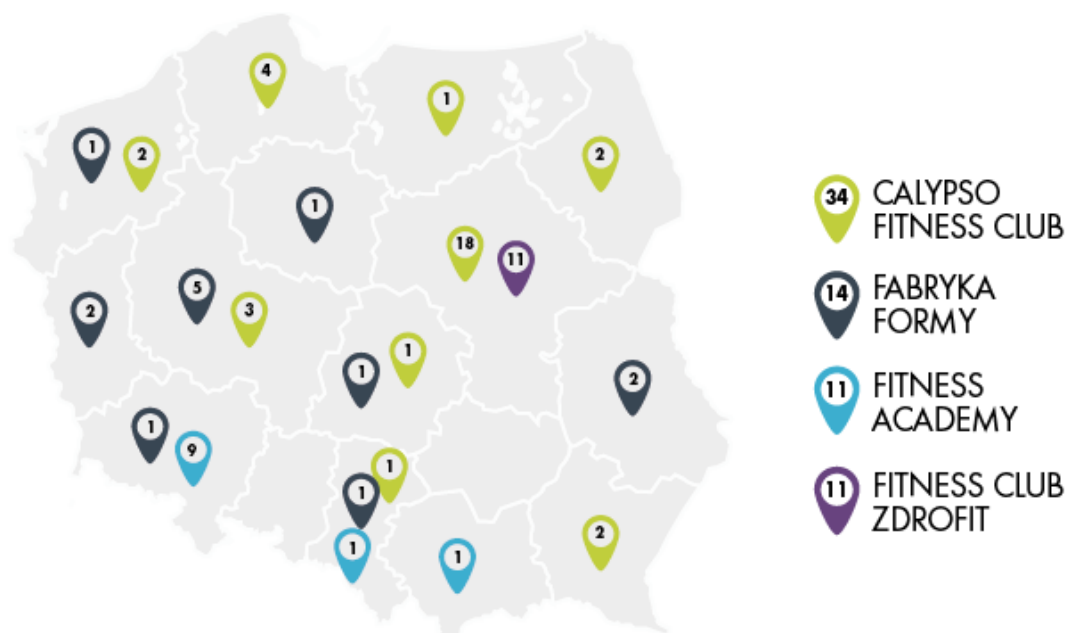 4
1
1
2
2
1
18
11
5
3
2
1
1
2
1
9
1
1
1
1
2
34 CALYPSO
FITNESS CLUB
14 FABRYKA
FORMY
11 FITNESS
ACADEMY
11 FITNESS CLUB
ZDROFIT